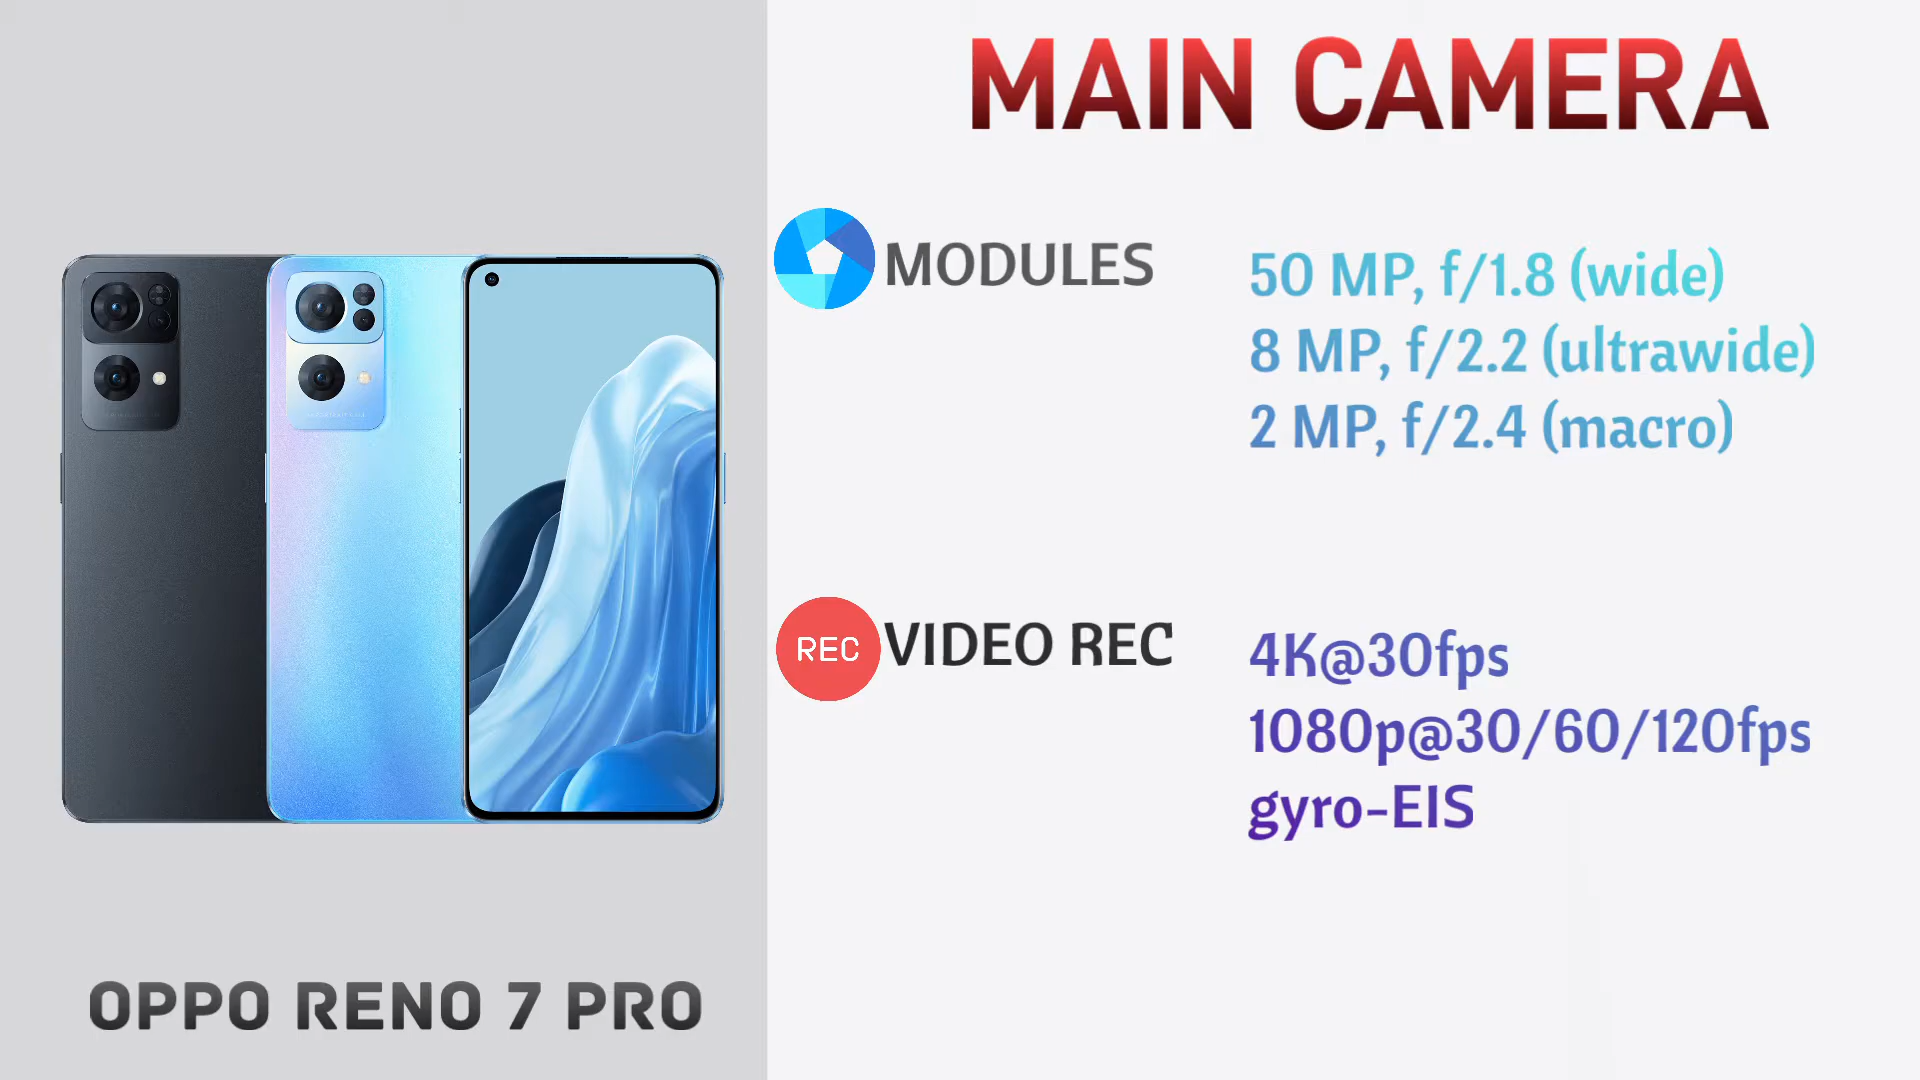 MAIN CAMERA
MODULES
50 MP, f/1.8 (wide)
8 MP, f/2.2 (ultrawide)
2 MP, f/2.4 (macro)
REC
VIDEO REC
4K@30fps
1080p@30/60/120fps
gyro-EIS
OPPO RENO 7 PRO